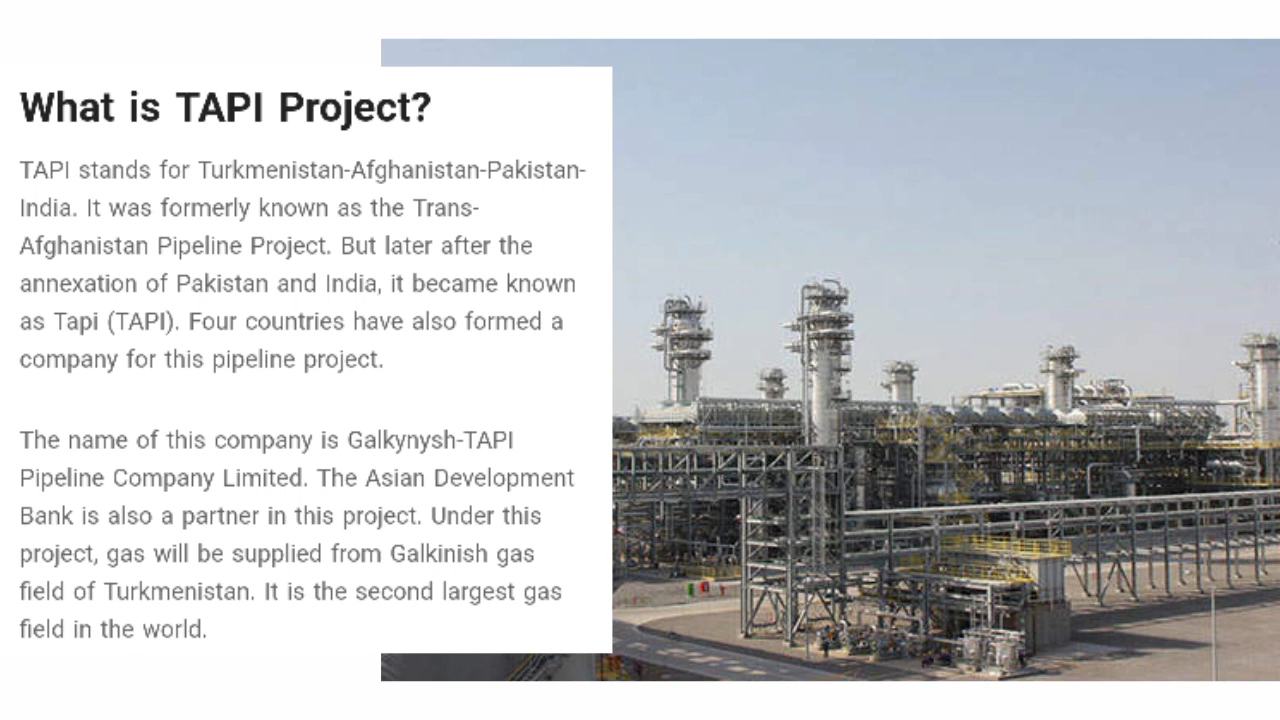 What is TAPI Project?
TAPI stands for Turkmenistan-Afghanistan-Pakistan-
India. It was formerly known as the Trans-
Afghanistan Pipeline Project. But later after the
annexation of Pakistan and India, it became known
as Tapi (TAPI). Four countries have also formed a
company for this pipeline project.
The name of this company is Galkynysh-TAPI
Pipeline Company Limited. The Asian Development
Bank is also a partner in this project. Under this
project, gas will be supplied from Galkinish gas
field of Turkmenistan. It is the second largest gas
field in the world.